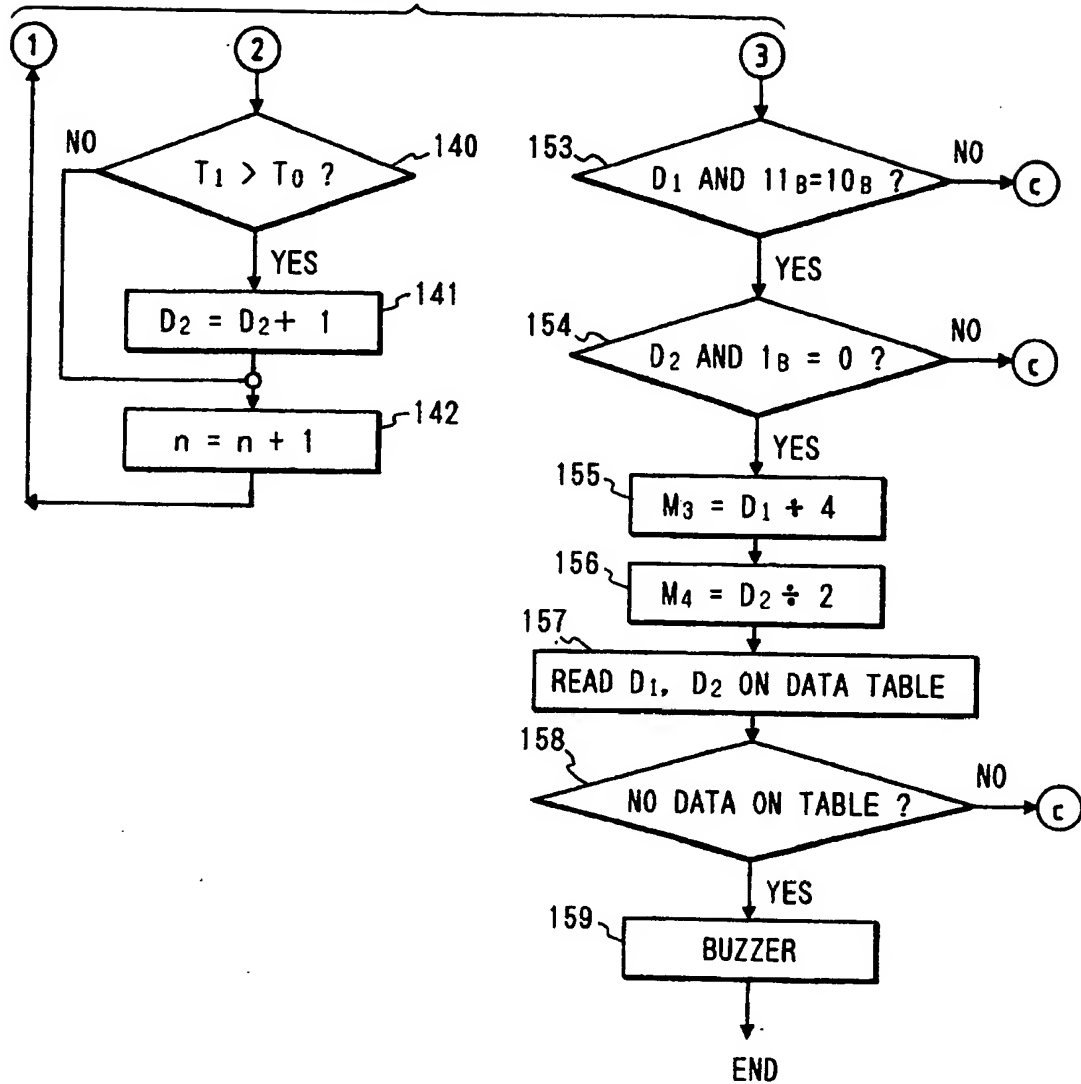 1
2
3
NO
T1 > T0 ?
140
YES
141
D2 = D2 + 1
142
n = n + 1
153
D1 AND 11B=10B ?
NO
c
YES
154
D2 AND 1B = 0 ?
NO
c
YES
155
M3 = D1 ÷ 4
156
M4 = D2 ÷ 2
157
READ D1, D2 ON DATA TABLE
158
NO DATA ON TABLE ?
NO
c
YES
159
BUZZER
END